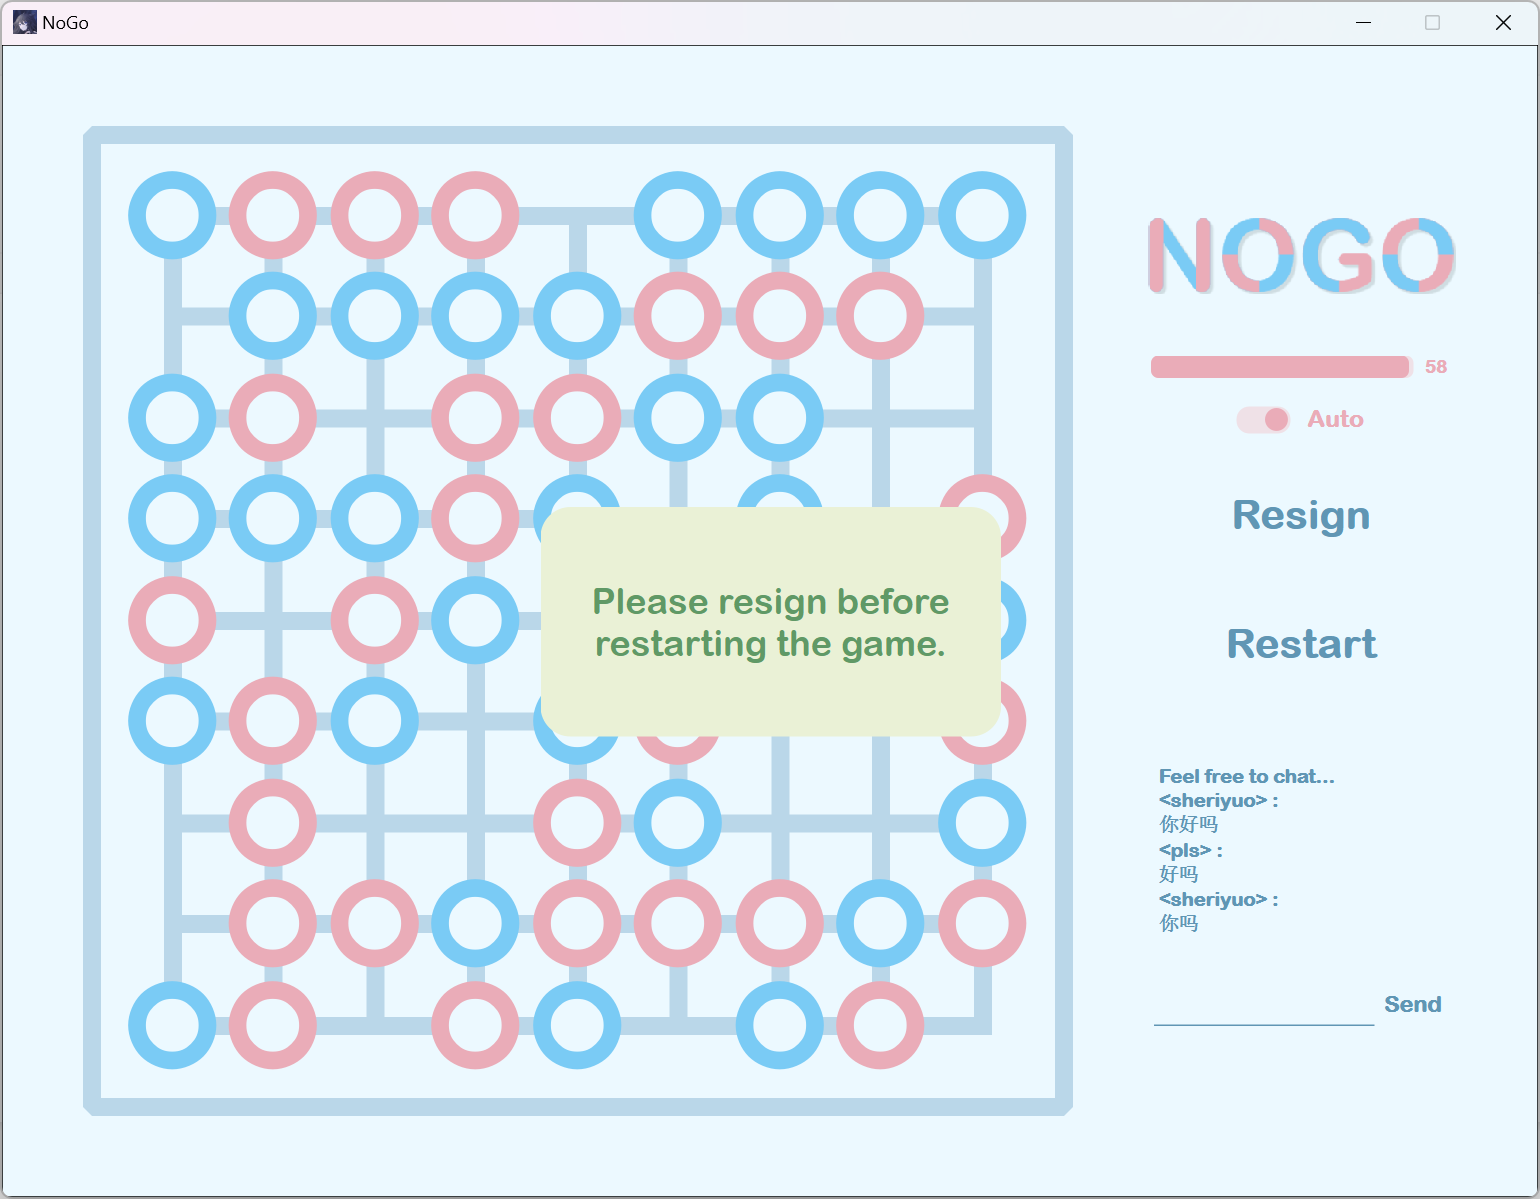 NoGo
NOGO
58
Auto
Resign
Please resign before
restarting the game.
Restart
Feel free to chat...
<sheriyuo> :
你好吗
<pls> :
好吗
<sheriyuo> :
你吗
Send